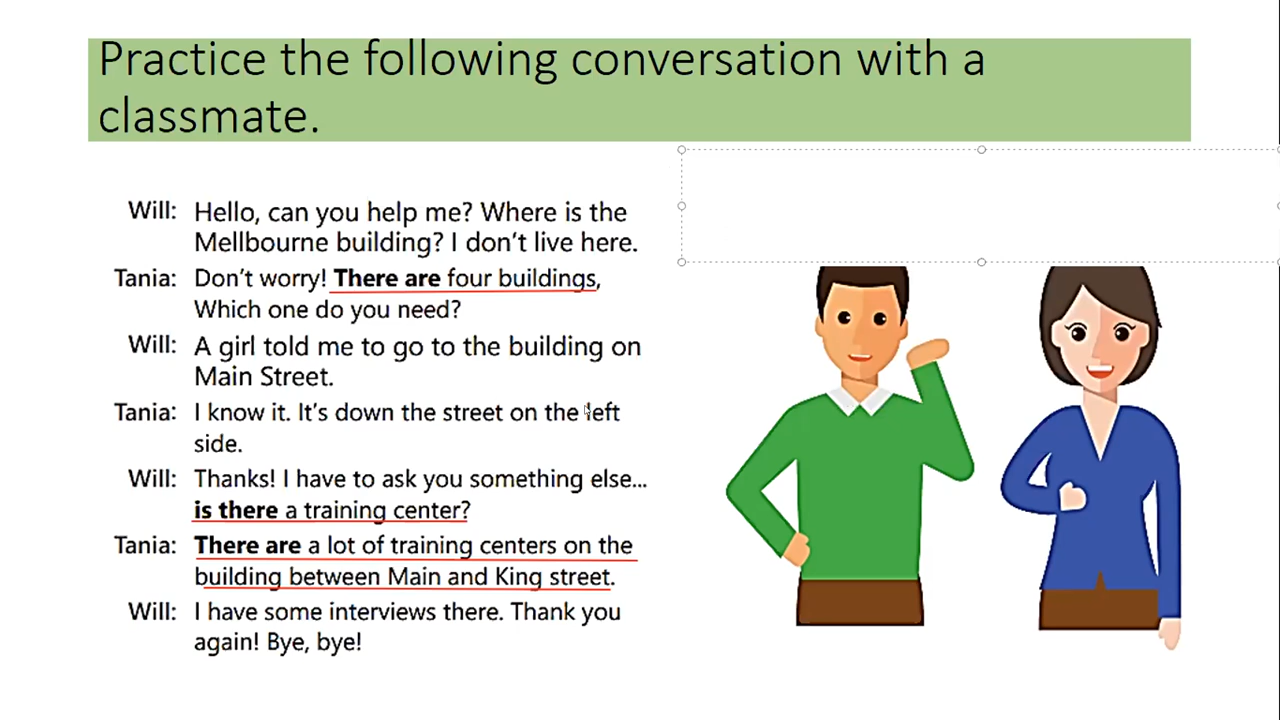 Practice the following conversation with a
classmate.
Will: Hello, can you help me? Where is the
Mellbourne building? I don't live here.
Tania: Don't worry! There are four buildings,
Which one do you need?
Will: A girl told me to go to the building on
Main Street.
Tania: I know it. It's down the street on the left
side.
Will: Thanks! I have to ask you something else...
is there a training center?
Tania: There are a lot of training centers on the
building between Main and King street.
Will: I have some interviews there. Thank you
again! Bye, bye!